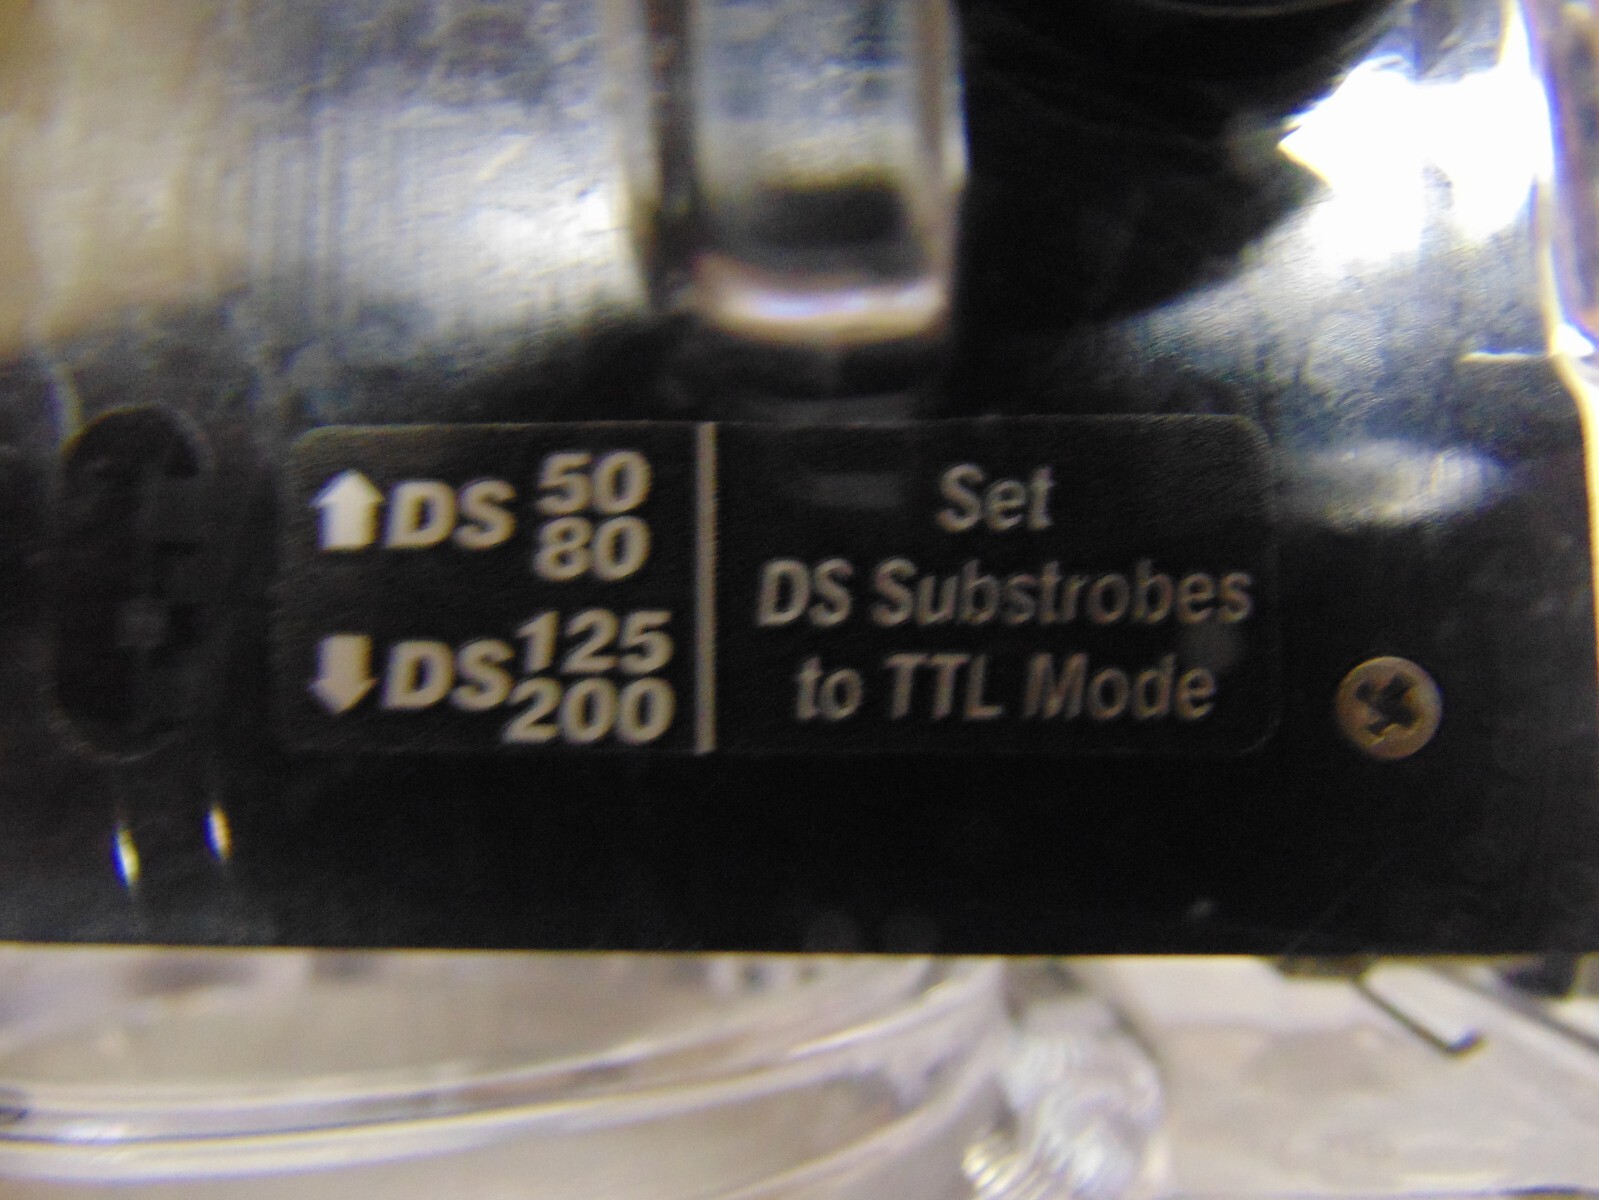 ⬆DS 50
80
⬇DS 125
200
Set
DS Substrobes
to TTL Mode